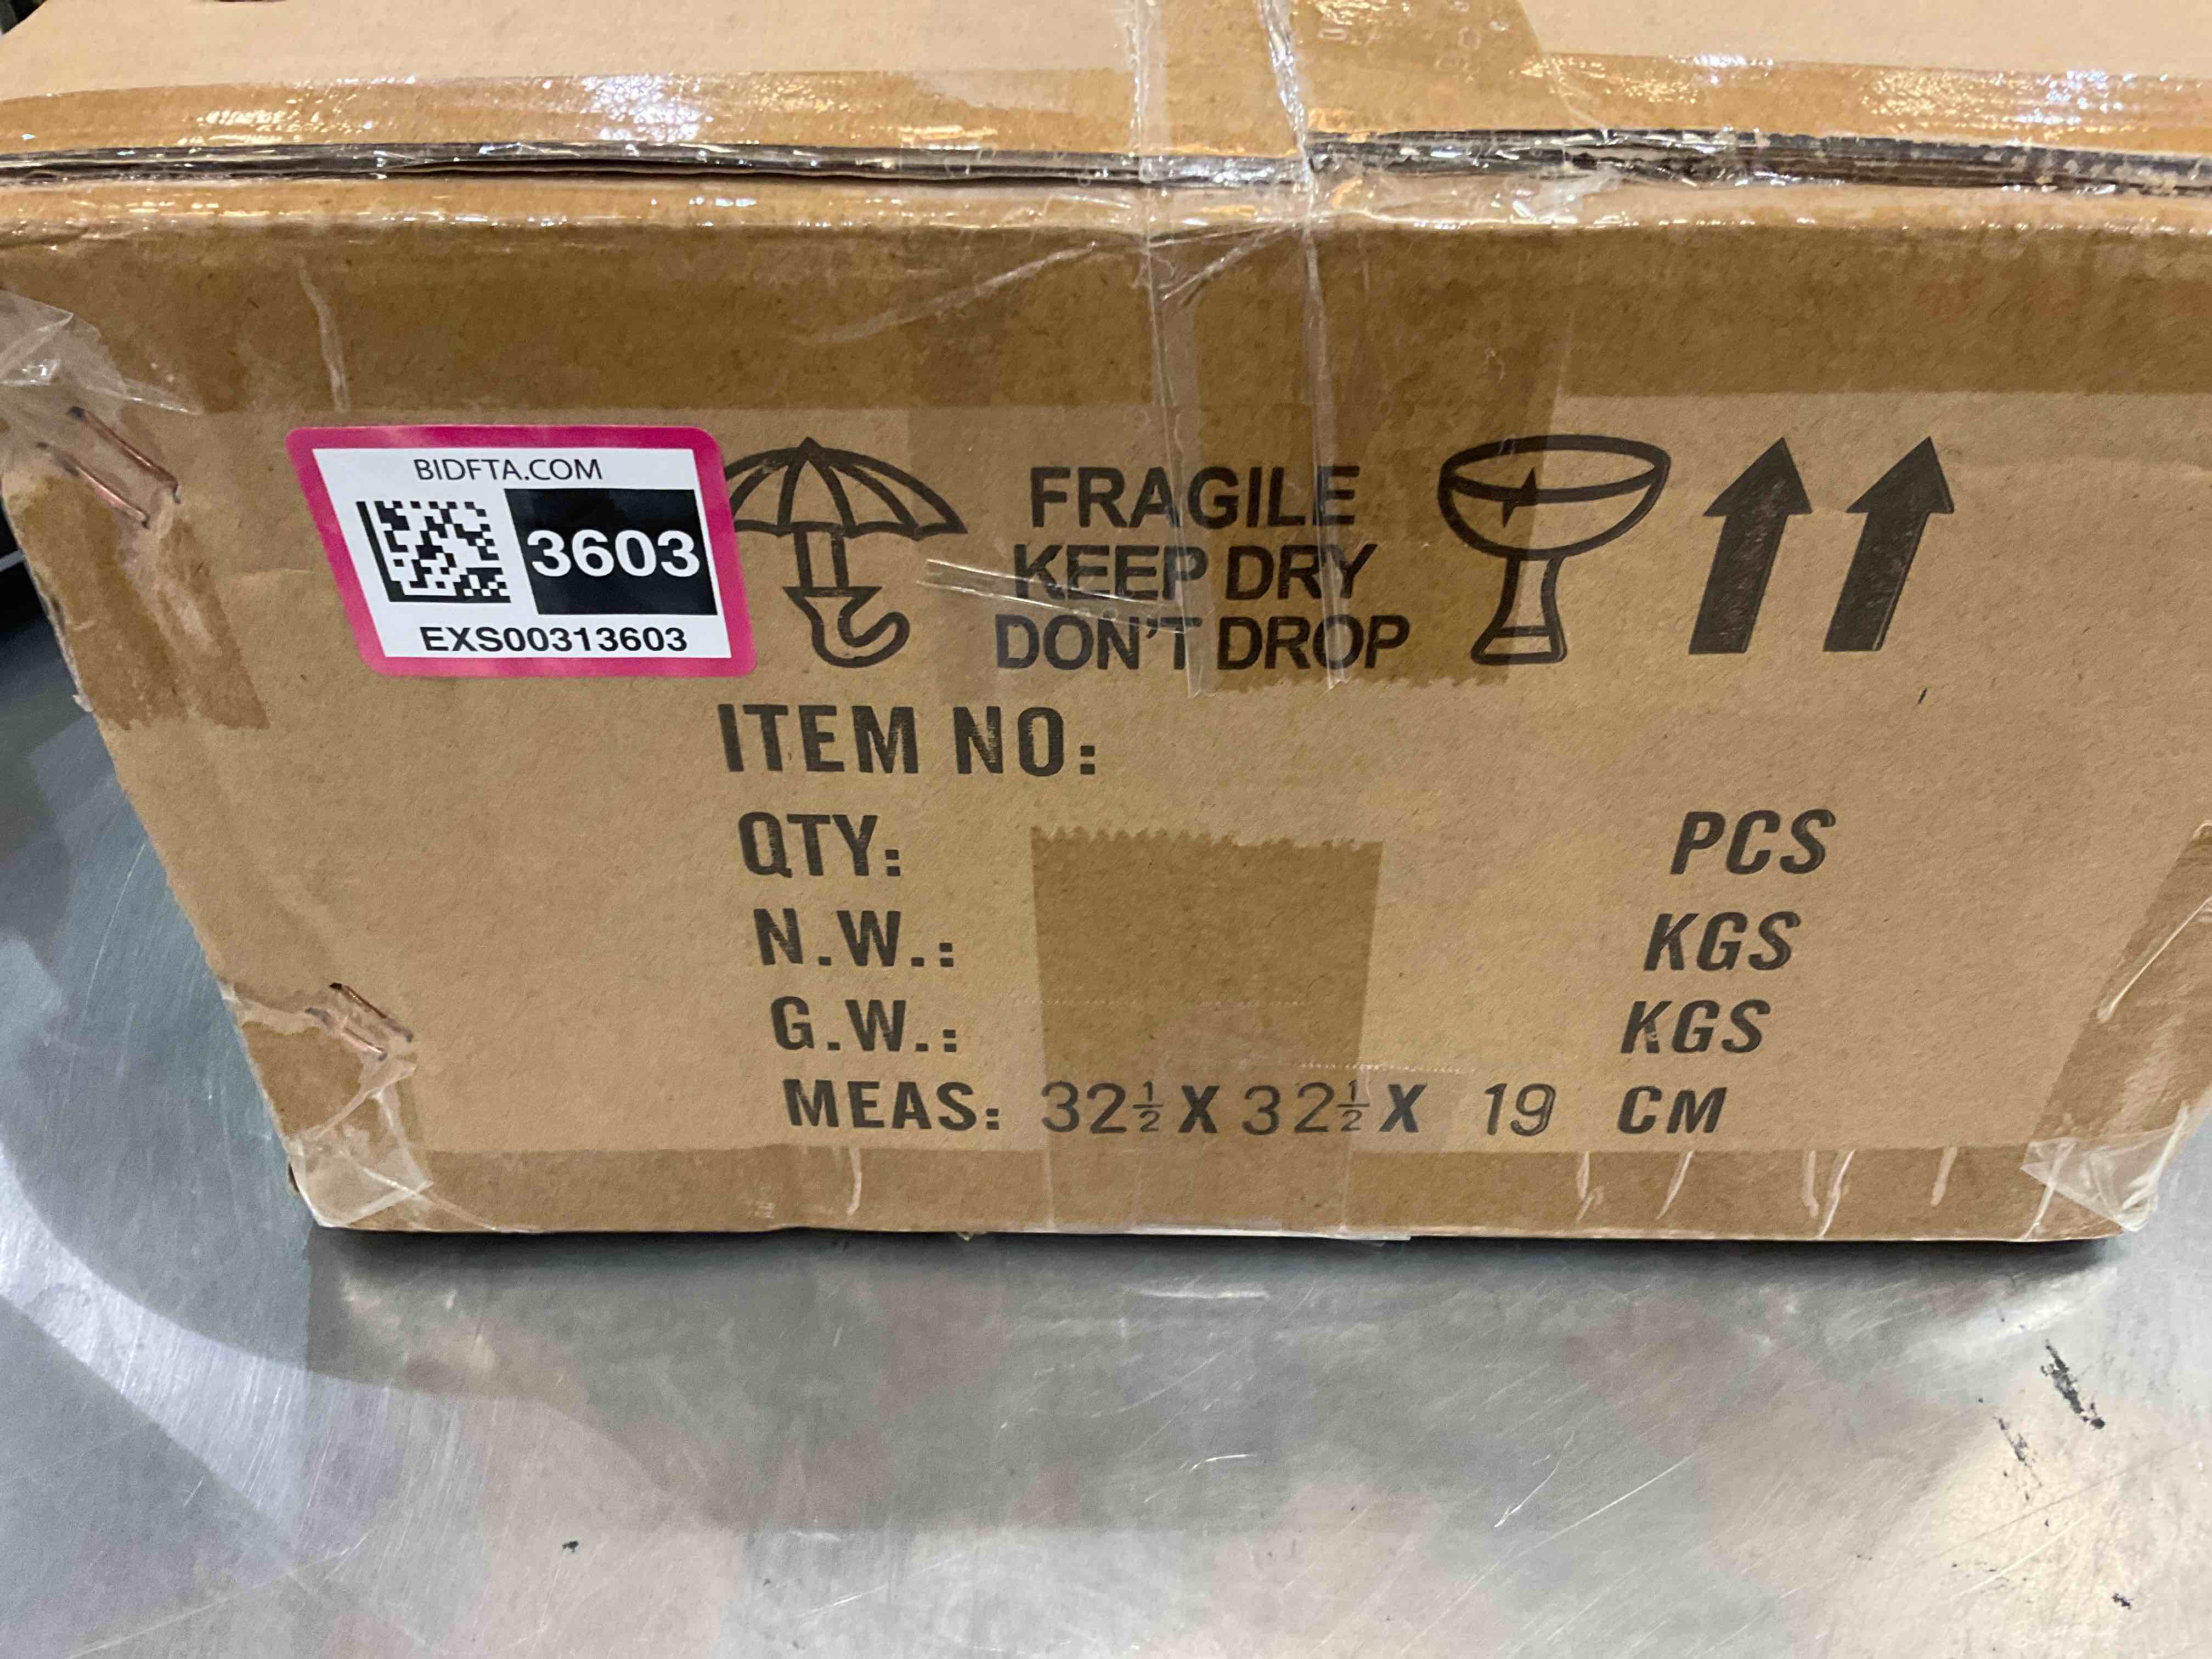 BIDFTA.COM
3603
EXS00313603
FRAGILE
KEEP DRY
DON'T DROP
ITEM NO:
QTY: PCS
N.W.: KGS
G.W.: KGS
MEAS: 32½ X 32½ X 19 CM